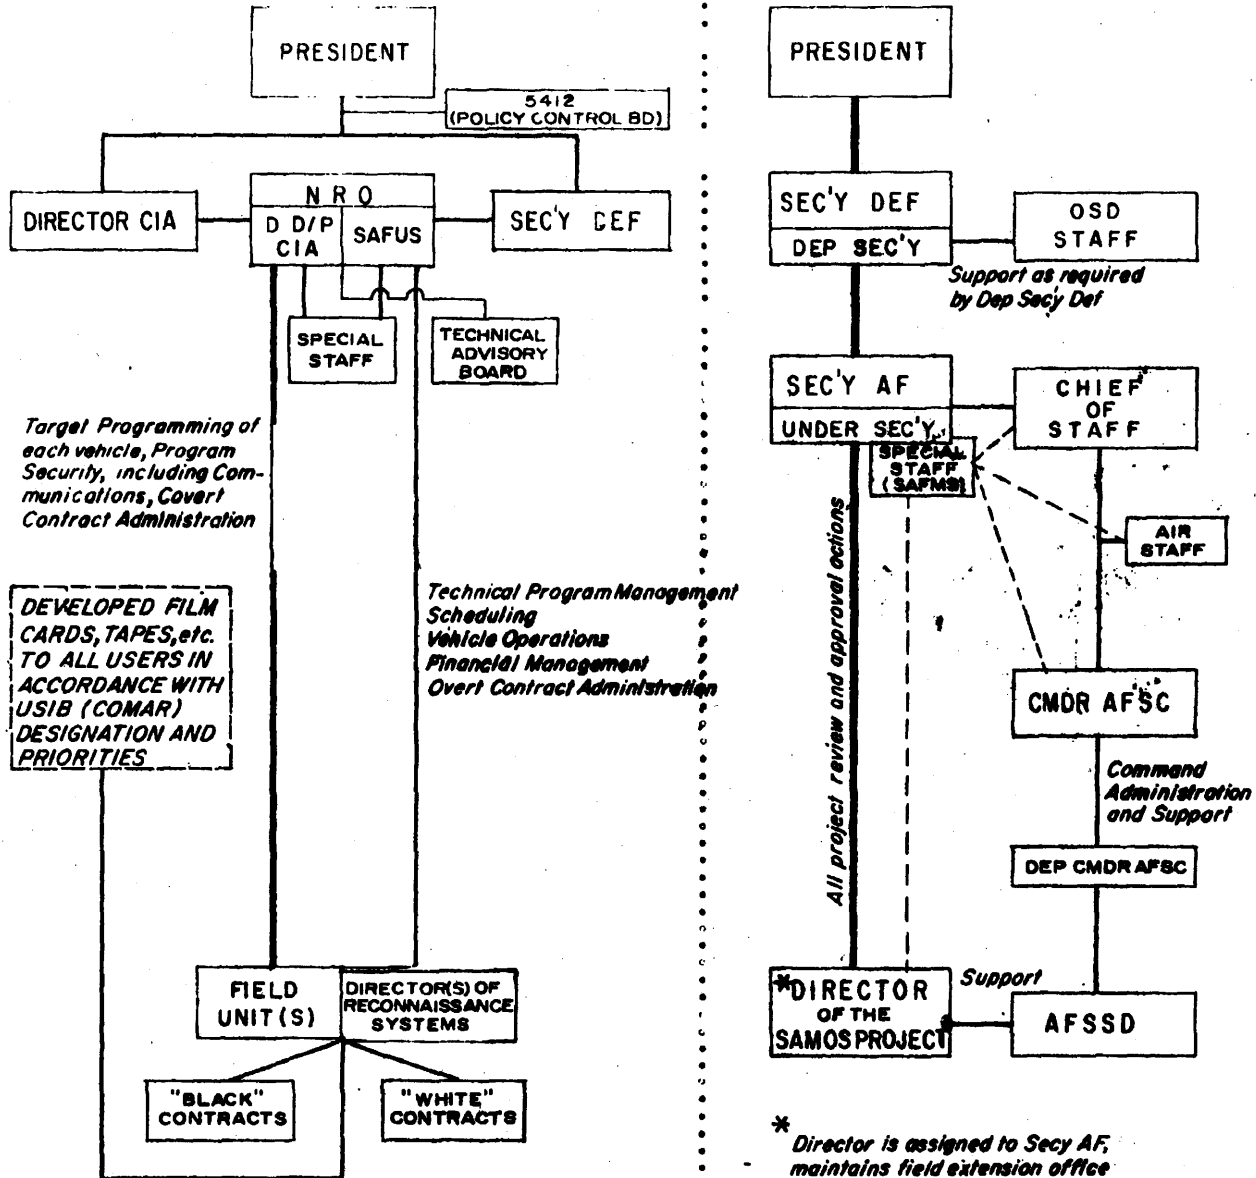 PRESIDENT
5412
(POLICY CONTROL BD)
DIRECTOR CIA
N R O
D D/P
CIA
SAFUS
SEC'Y DEF
SPECIAL
STAFF
TECHNICAL
ADVISORY
BOARD
Target Programming of
each vehicle, Program
Security, including Com-
munications, Covert
Contract Administration
DEVELOPED FILM
CARDS, TAPES, etc.
TO ALL USERS IN
ACCORDANCE WITH
USIB (COMAR)
DESIGNATION AND
PRIORITIES
Technical Program Management
Scheduling
Vehicle Operations
Financial Management
Overt Contract Administration
FIELD
UNIT(S)
DIRECTOR(S) OF
RECONNAISSANCE
SYSTEMS
"BLACK"
CONTRACTS
"WHITE"
CONTRACTS
PRESIDENT
SEC'Y DEF
DEP SEC'Y
OSD
STAFF
Support as required
by Dep Sec'y Def
SEC'Y AF
UNDER SEC'Y
SPECIAL
STAFF
(SAFMS)
CHIEF
OF
STAFF
AIR
STAFF
All project review and approval actions
CMDR AFSC
Command
Administration
and Support
DEP CMDR AFSC
*DIRECTOR
OF THE
SAMOS PROJECT
Support
AFSSD
*
Director is assigned to Secy AF,
maintains field extension office